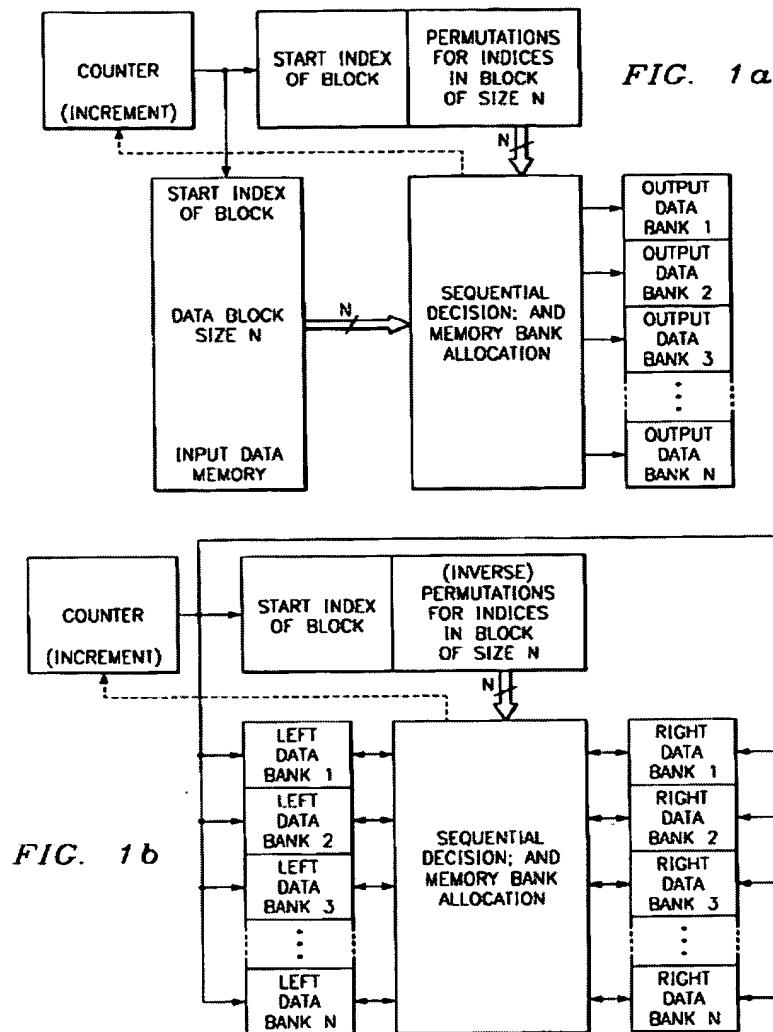 COUNTER
(INCREMENT)
START INDEX
OF BLOCK
PERMUTATIONS
FOR INDICES
IN BLOCK
OF SIZE N
FIG. 1a
N
START INDEX
OF BLOCK
DATA BLOCK
SIZE N
INPUT DATA
MEMORY
N
SEQUENTIAL
DECISION; AND
MEMORY BANK
ALLOCATION
OUTPUT
DATA
BANK 1
OUTPUT
DATA
BANK 2
OUTPUT
DATA
BANK 3
OUTPUT
DATA
BANK N
COUNTER
(INCREMENT)
START INDEX
OF BLOCK
(INVERSE)
PERMUTATIONS
FOR INDICES
IN BLOCK
OF SIZE N
N
FIG. 1b
LEFT
DATA
BANK 1
LEFT
DATA
BANK 2
LEFT
DATA
BANK 3
LEFT
DATA
BANK N
SEQUENTIAL
DECISION; AND
MEMORY BANK
ALLOCATION
RIGHT
DATA
BANK 1
RIGHT
DATA
BANK 2
RIGHT
DATA
BANK 3
RIGHT
DATA
BANK N